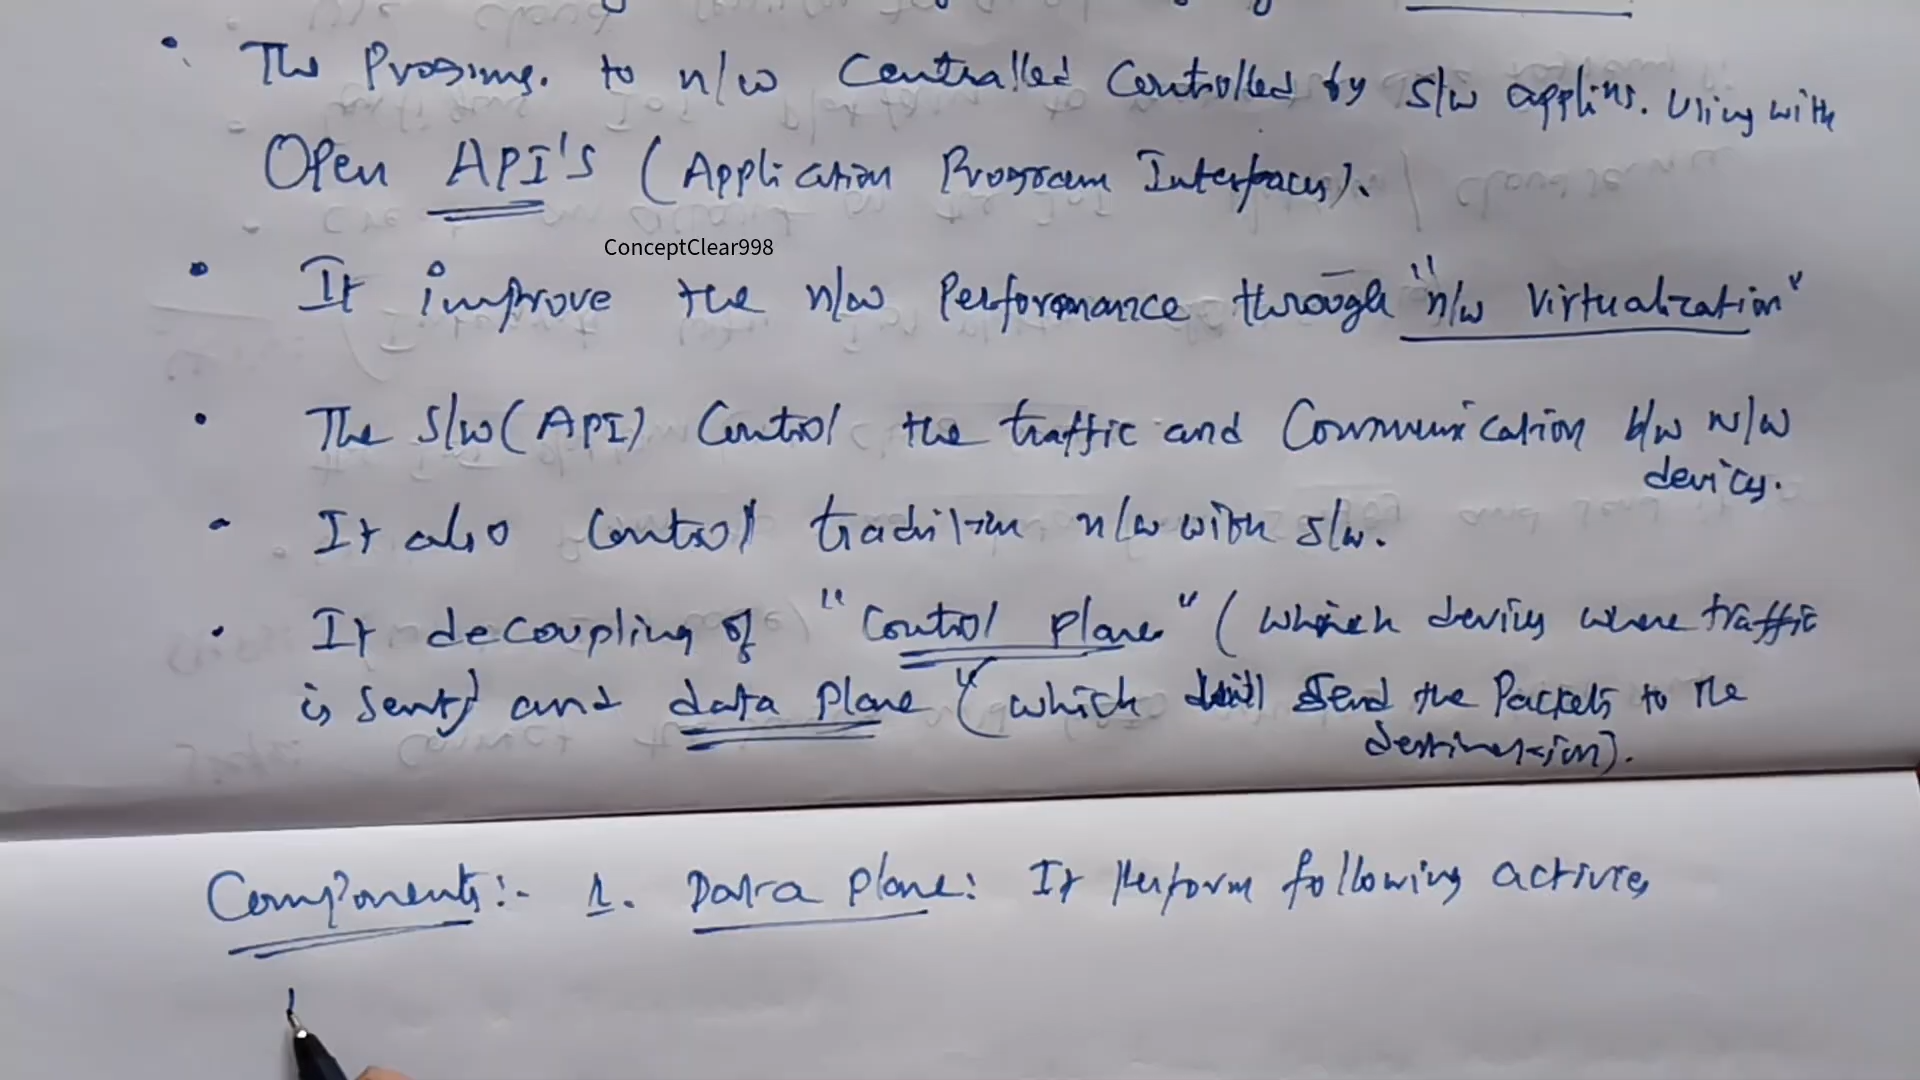 • The Progrmg. to n/w Centralled Controlled by s/w applins. Using with
Open API's (Application Program Interfaces).
ConceptClear998
• It improve the n/w Performance through "n/w Virtualization"
• The S/w (API) Control the traffic and Communication b/w N/W
devices.
• It also Control tradition n/w with s/w.
• It decoupling of "Control plane" (which devices where traffic
is sent) and data plane" (which will Send the Packets to the
destination).
Components:- 1. Data plane: It Perform following activies